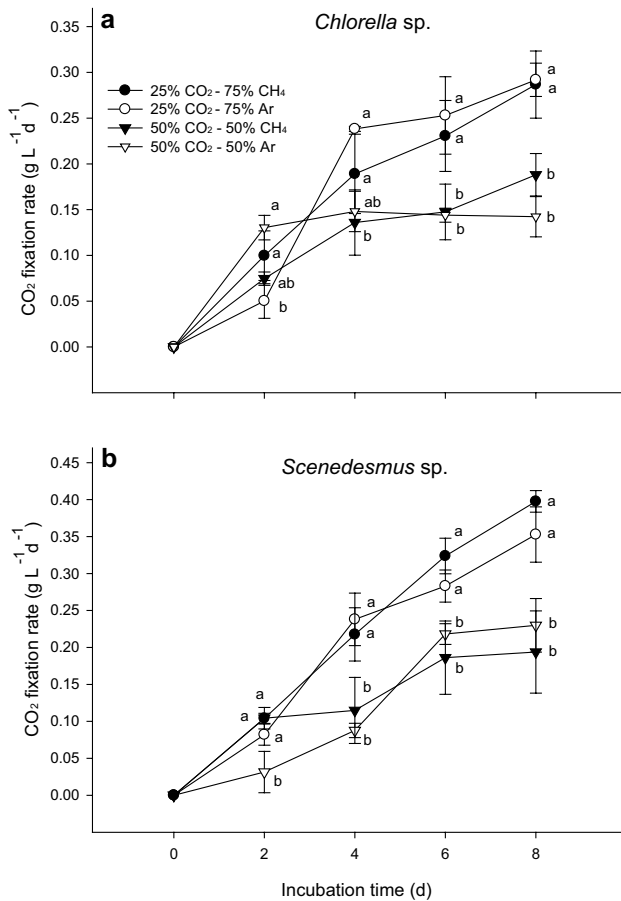 a
Chlorella sp.
25% CO₂ - 75% CH₄
25% CO₂ - 75% Ar
50% CO₂ - 50% CH₄
50% CO₂ - 50% Ar
CO₂ fixation rate (g L⁻¹d⁻¹)
0.35
0.30
0.25
0.20
0.15
0.10
0.05
0.00
a
a
ab
b
a
a
ab
b
a
a
b
b
a
a
b
b
b
Scenedesmus sp.
CO₂ fixation rate (g L⁻¹d⁻¹)
0.45
0.40
0.35
0.30
0.25
0.20
0.15
0.10
0.05
0.00
a
a
a
b
a
a
b
b
a
a
b
b
a
a
b
b
0 2 4 6 8
Incubation time (d)